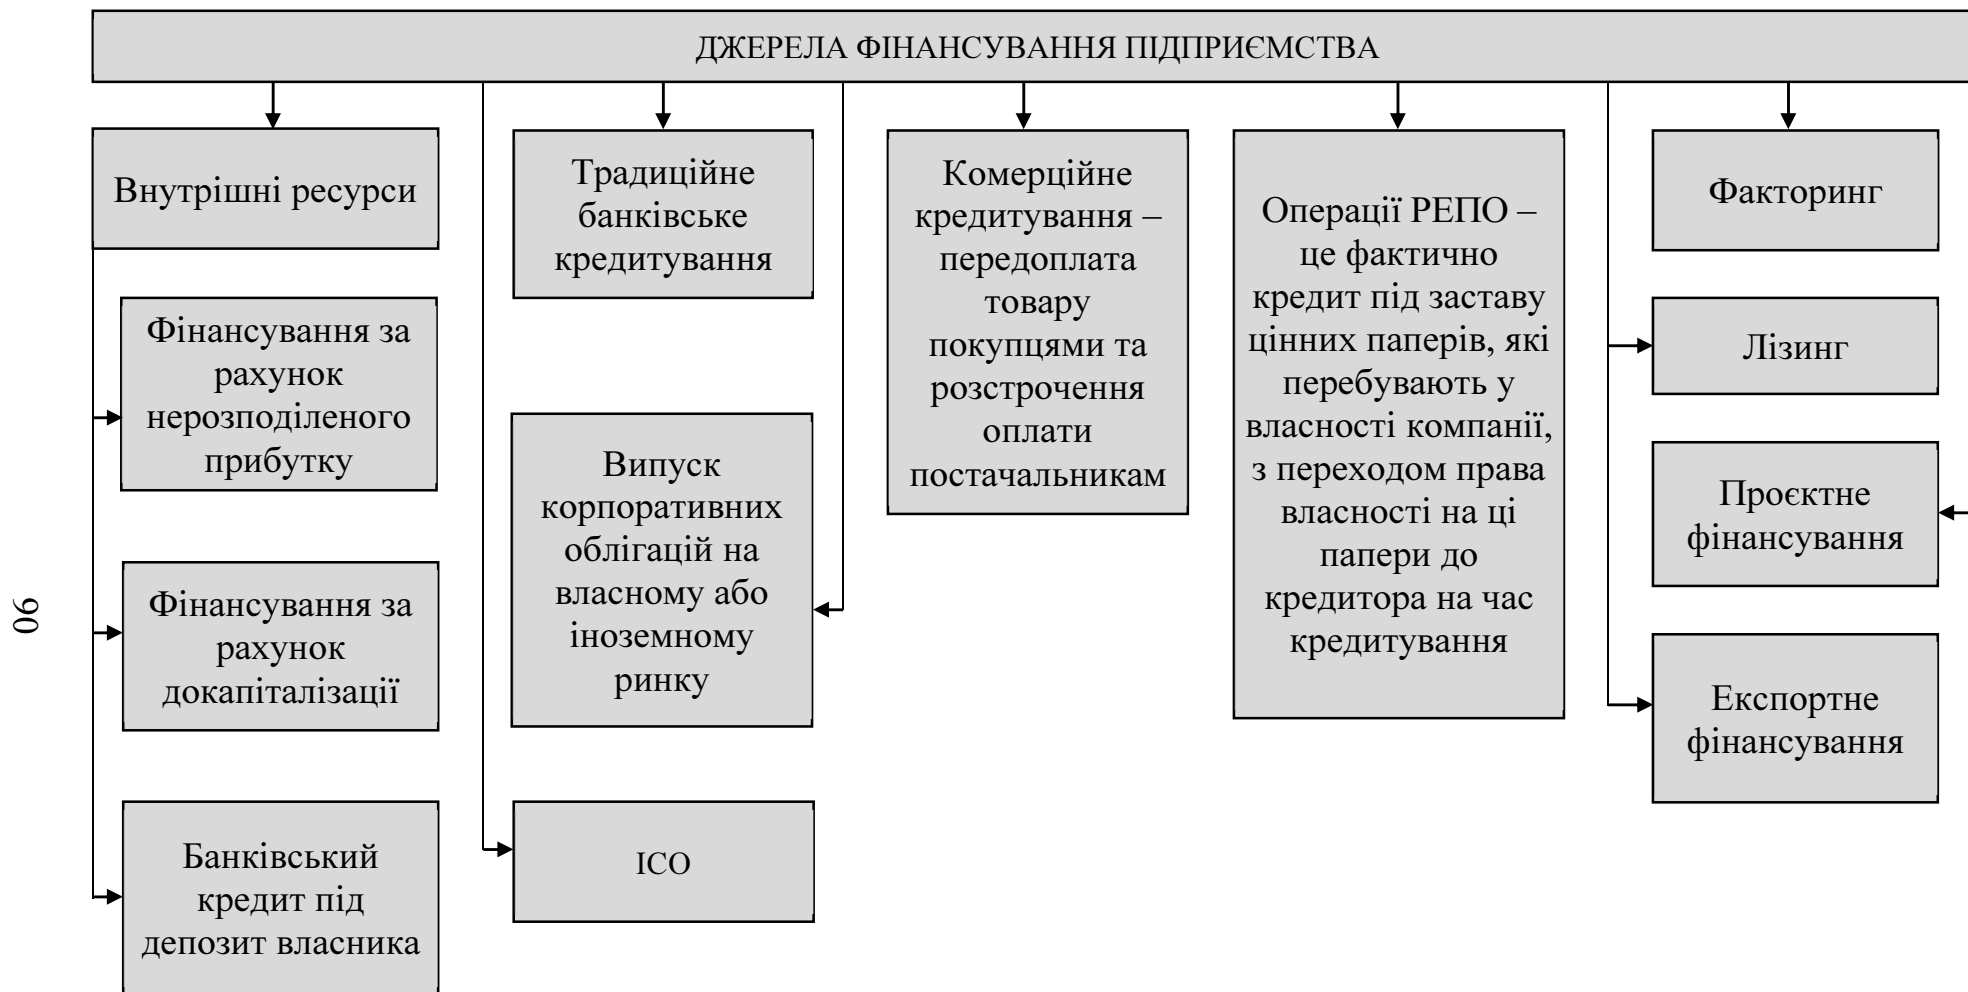 ДЖЕРЕЛА ФІНАНСУВАННЯ ПІДПРИЄМСТВА
Внутрішні ресурси
Фінансування за
рахунок
нерозподіленого
прибутку
Фінансування за
рахунок
докапіталізації
Банківський
кредит під
депозит власника
Традиційне
банківське
кредитування
Випуск
корпоративних
облігацій на
власному або
іноземному
ринку
ІСО
Комерційне
кредитування –
передоплата
товару
покупцями та
розстрочення
оплати
постачальникам
Операції РЕПО –
це фактично
кредит під заставу
цінних паперів, які
перебувають у
власності компанії,
з переходом права
власності на ці
папери до
кредитора на час
кредитування
Факторинг
Лізинг
Проєктне
фінансування
Експортне
фінансування
90